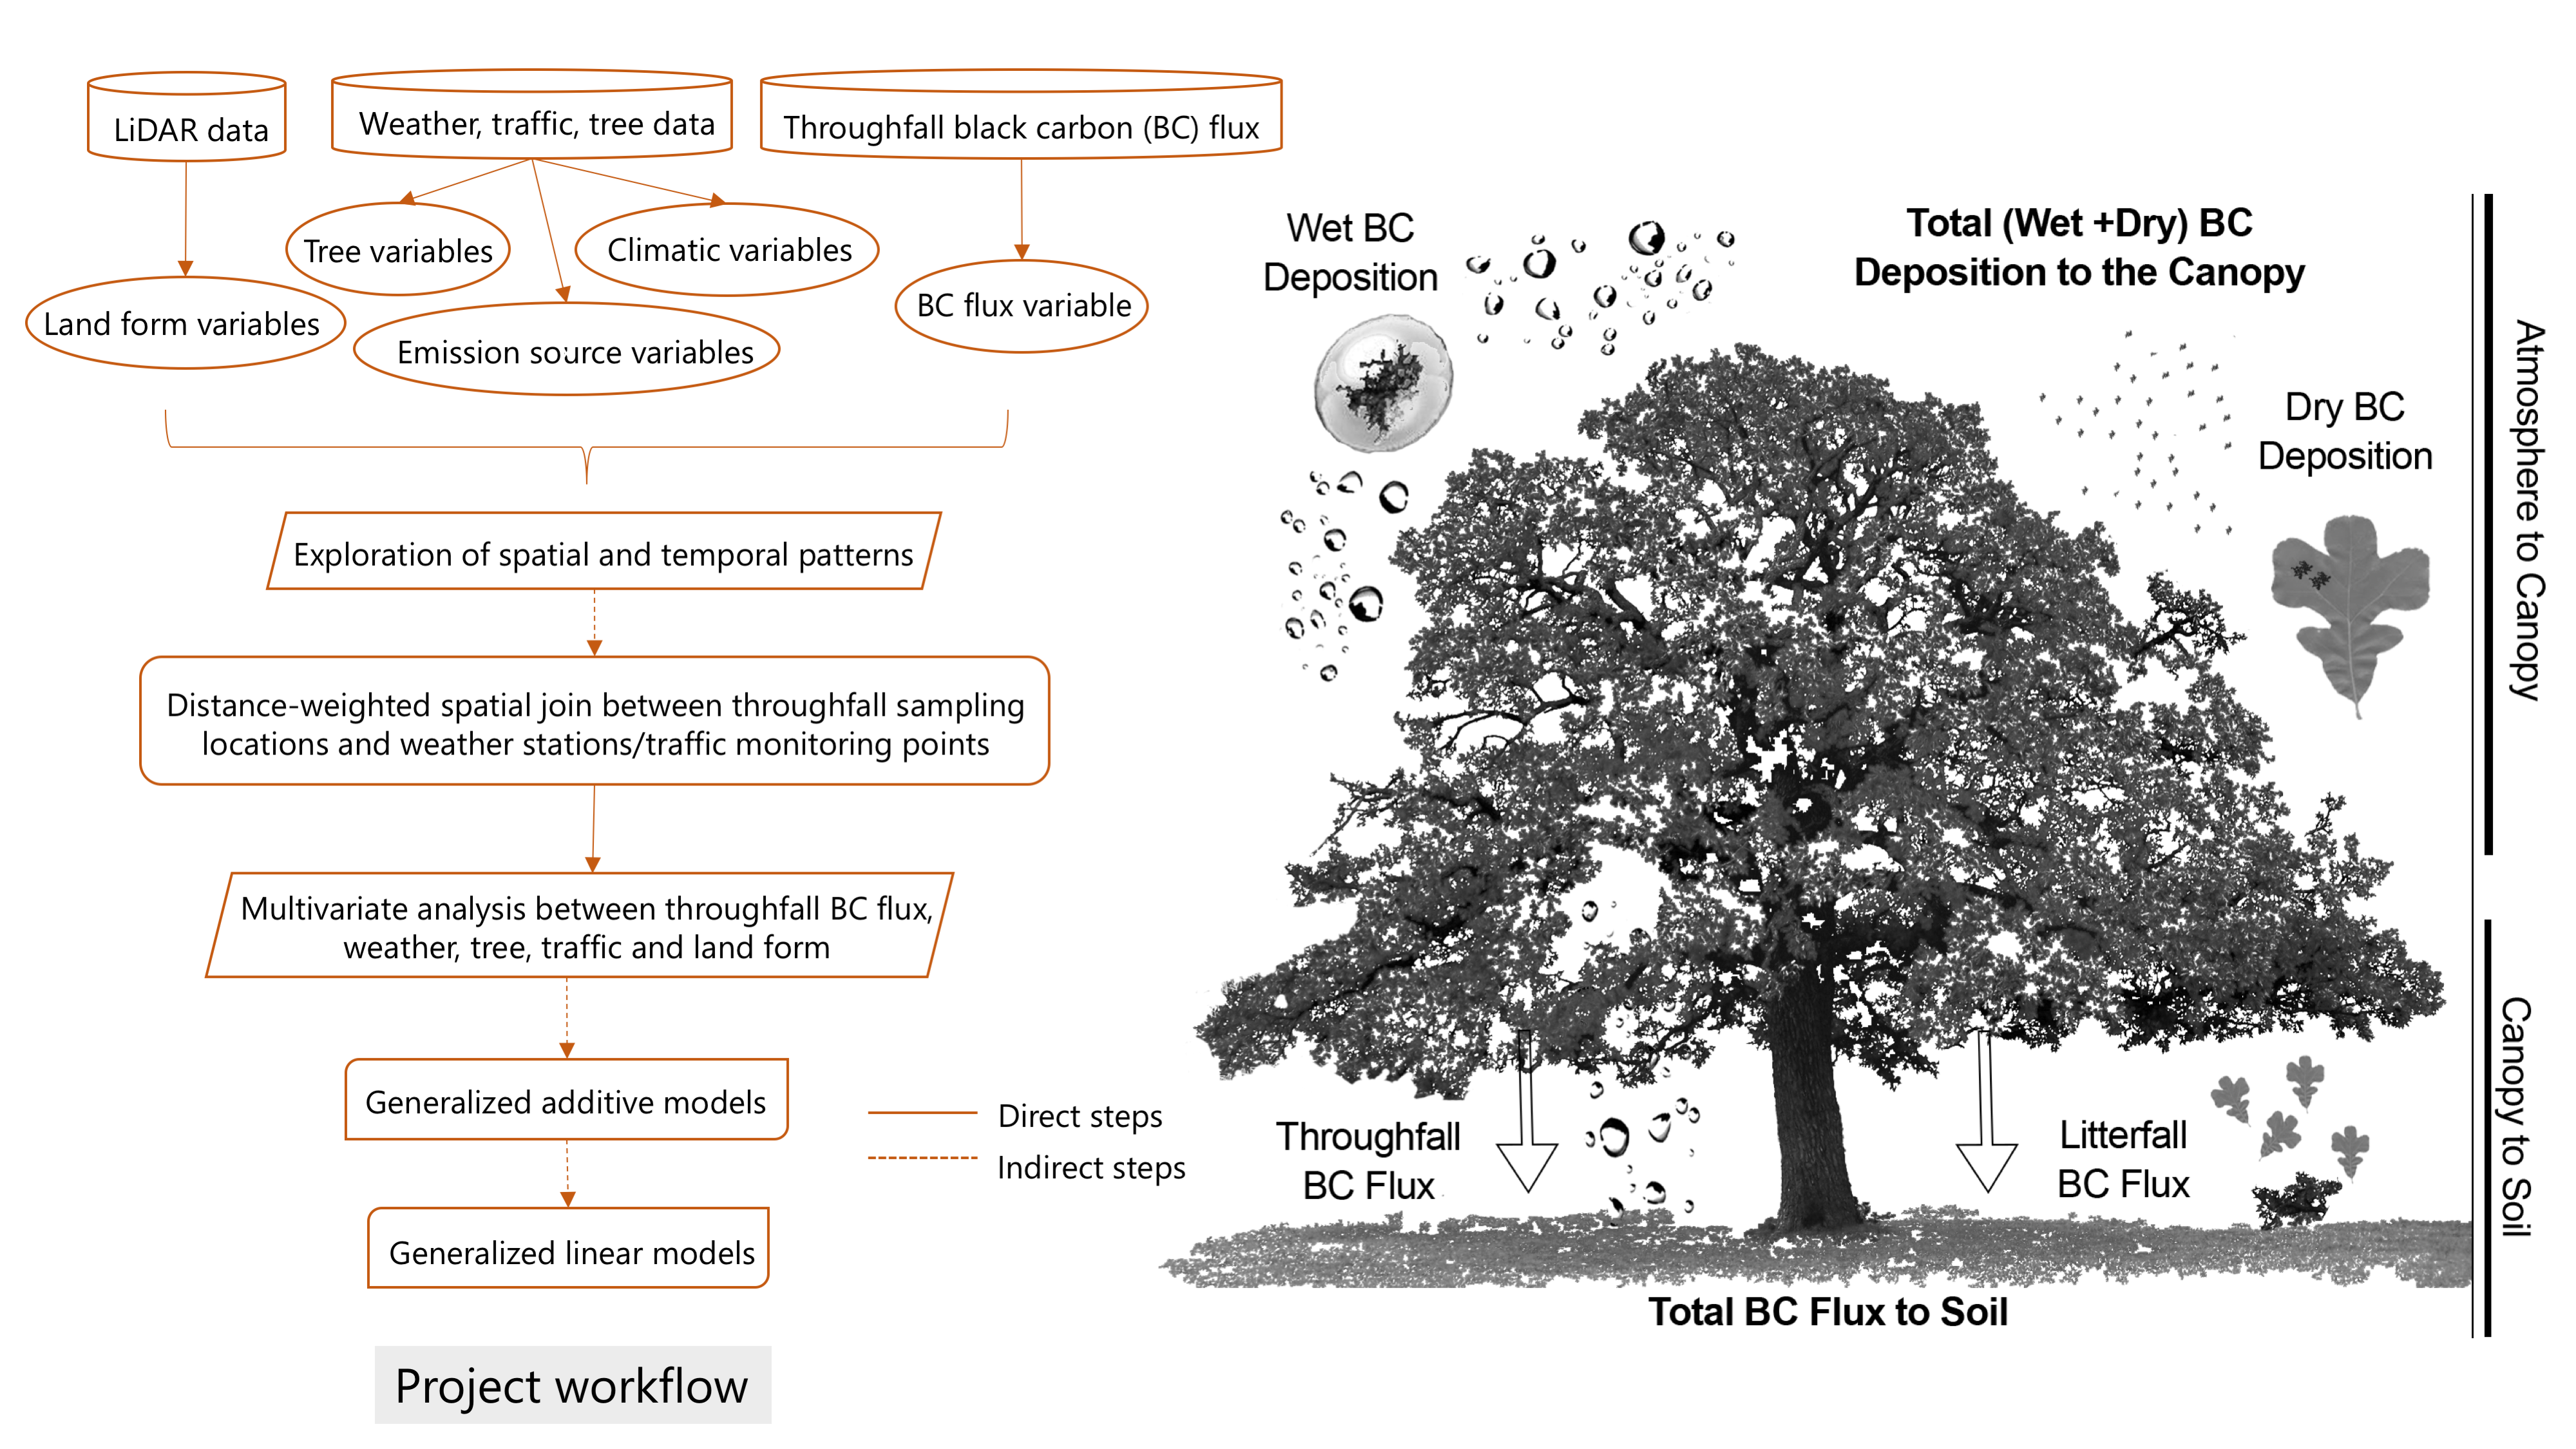 LiDAR data
Weather, traffic, tree data
Throughfall black carbon (BC) flux
Tree variables
Climatic variables
Land form variables
Emission source variables
BC flux variable
Exploration of spatial and temporal patterns
Distance-weighted spatial join between throughfall sampling
locations and weather stations/traffic monitoring points
Multivariate analysis between throughfall BC flux,
weather, tree, traffic and land form
Generalized additive models
Generalized linear models
Direct steps
Indirect steps
Project workflow
Wet BC
Deposition
Total (Wet +Dry) BC
Deposition to the Canopy
Dry BC
Deposition
Atmosphere to Canopy
Throughfall
BC Flux
Litterfall
BC Flux
Canopy to Soil
Total BC Flux to Soil